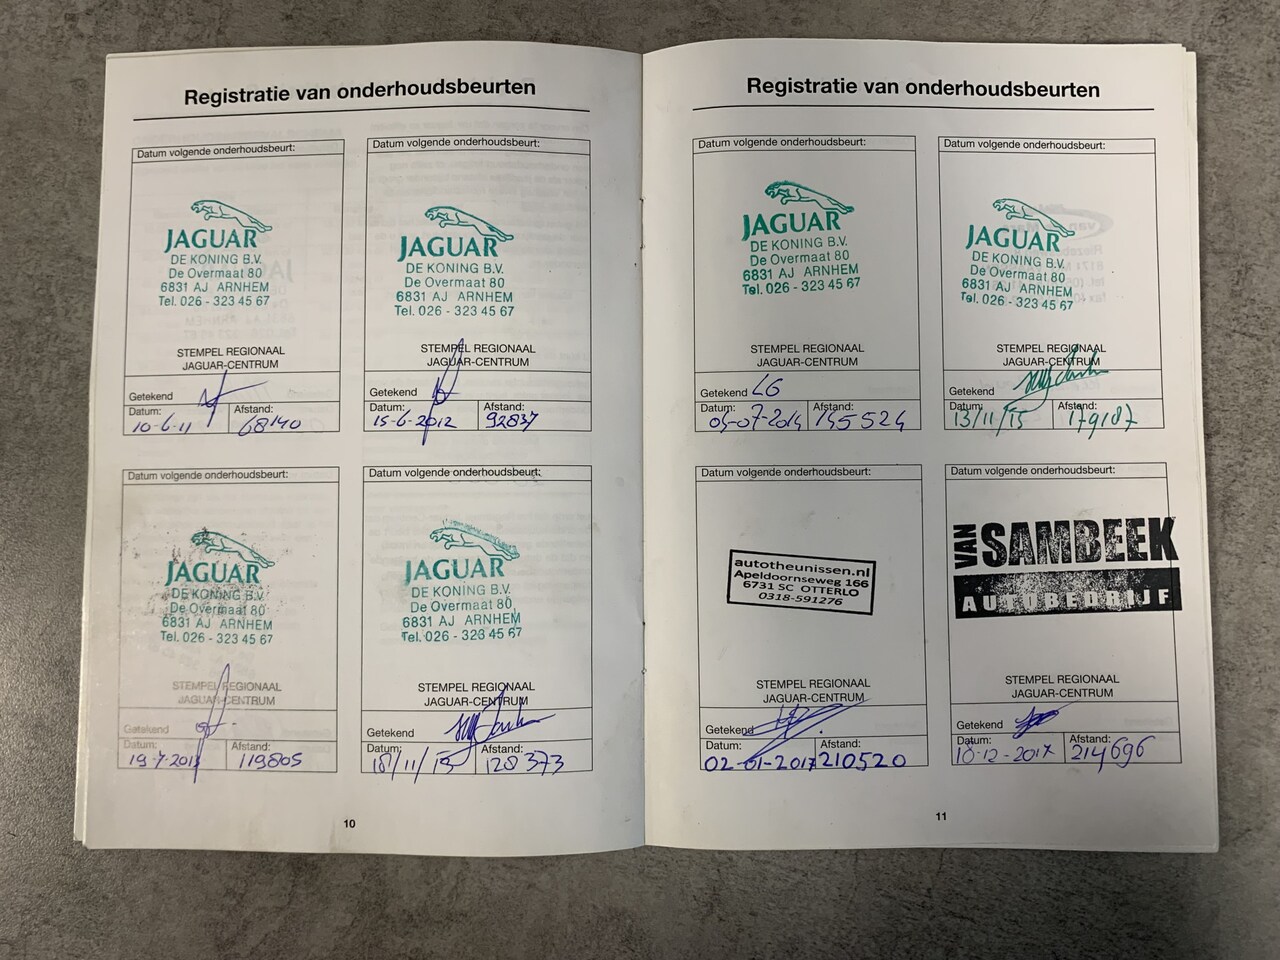 Registratie van onderhoudsbeurten
Datum volgende onderhoudsbeurt:
JAGUAR
DE KONING B.V.
De Overmaat 80
6831 AJ ARNHEM
Tel. 026 - 323 45 67
STEMPEL REGIONAAL
JAGUAR-CENTRUM
Getekend
Datum: Afstand:
10-6-11 68140
Datum volgende onderhoudsbeurt:
JAGUAR
DE KONING B.V.
De Overmaat 80
6831 AJ ARNHEM
Tel. 026 - 323 45 67
STEMPEL REGIONAAL
JAGUAR-CENTRUM
Getekend
Datum: Afstand:
15-6-2012 92837
Datum volgende onderhoudsbeurt:
JAGUAR
DE KONING B.V.
De Overmaat 80
6831 AJ ARNHEM
Tel. 026 - 323 45 67
STEMPEL REGIONAAL
JAGUAR-CENTRUM
Getekend
Datum: Afstand:
119805
Datum volgende onderhoudsbeurt:
JAGUAR
DE KONING B.V.
De Overmaat 80
6831 AJ ARNHEM
Tel. 026 - 323 45 67
STEMPEL REGIONAAL
JAGUAR-CENTRUM
Getekend
Datum: Afstand:
128373
10
Registratie van onderhoudsbeurten
Datum volgende onderhoudsbeurt:
JAGUAR
DE KONING B.V.
De Overmaat 80
6831 AJ ARNHEM
Tel. 026 - 323 45 67
STEMPEL REGIONAAL
JAGUAR-CENTRUM
Getekend LG
Datum: Afstand:
04-07-2014 145524
Datum volgende onderhoudsbeurt:
JAGUAR
DE KONING B.V.
De Overmaat 80
6831 AJ ARNHEM
Tel. 026 - 323 45 67
STEMPEL REGIONAAL
JAGUAR-CENTRUM
Getekend
Datum: Afstand:
13/11/15 179187
Datum volgende onderhoudsbeurt:
autotheunissen.nl
Apeldoornseweg 166
6731 SC OTTERLO
0318-591276
STEMPEL REGIONAAL
JAGUAR-CENTRUM
Getekend
Datum: Afstand:
02-01-2017 210520
Datum volgende onderhoudsbeurt:
VAN SAMBEEK
AUTOBEDRIJF
STEMPEL REGIONAAL
JAGUAR-CENTRUM
Getekend
Datum: Afstand:
18-12-2017 214696
11